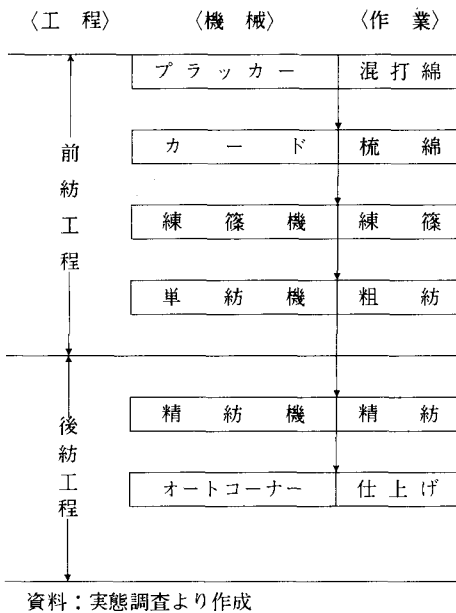 〈工程〉 〈機械〉 〈作業〉
プラッカー 混打綿
カード 梳綿
練篠機 練篠
単紡機 粗紡
前紡工程
精紡機 精紡
オートコーナー 仕上げ
後紡工程
資料：実態調査より作成